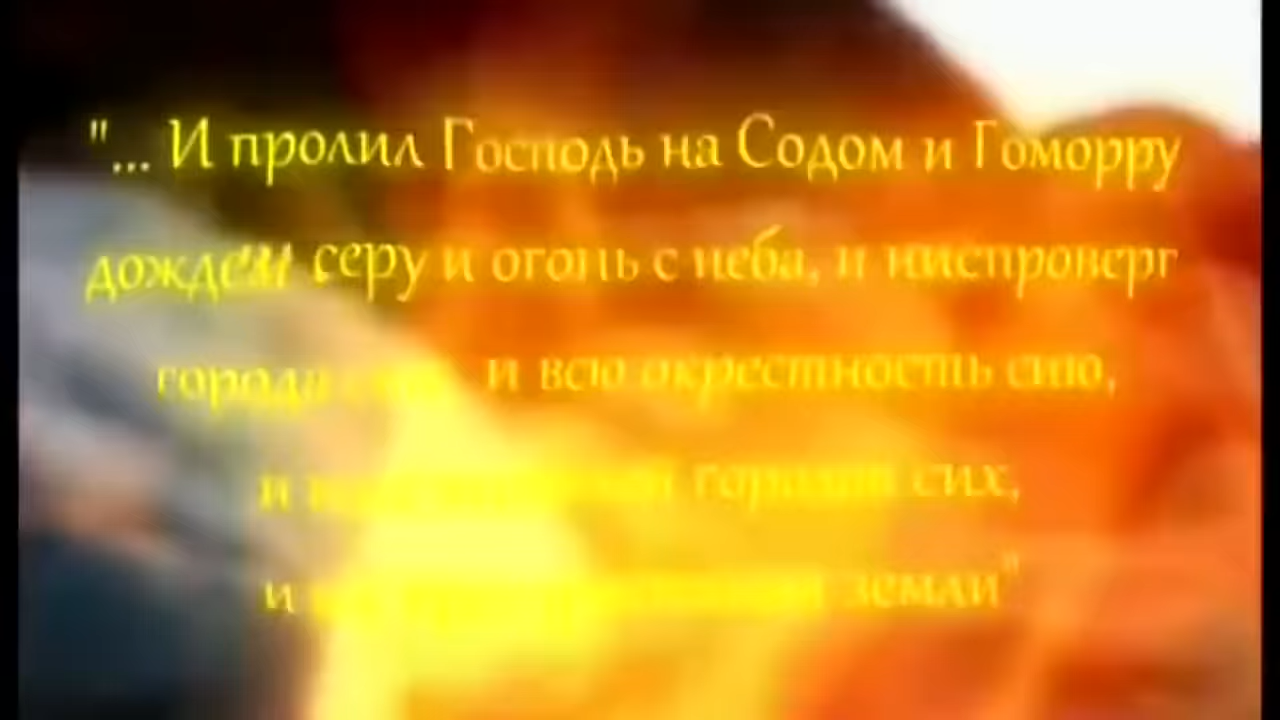 "... И пролил Господь на Содом и Гоморру
дождем серу и огонь с неба, и ниспроверг
города и всю окрестность сию,
и городов сих,
и земли"